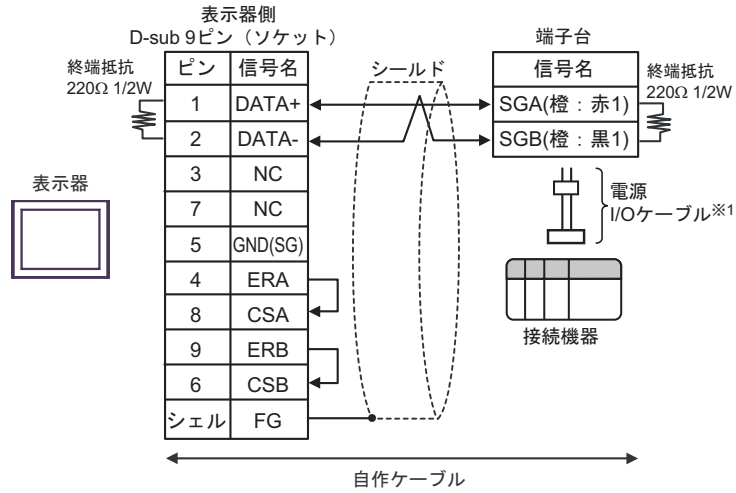 表示器側
D-sub 9ピン（ソケット）
端子台
終端抵抗
220Ω 1/2W
ピン 信号名
シールド
信号名
終端抵抗
220Ω 1/2W
1 DATA+
SGA(橙：赤1)
2 DATA-
SGB(橙：黒1)
3 NC
表示器
7 NC
電源
I/Oケーブル※1
5 GND(SG)
4 ERA
8 CSA
接続機器
9 ERB
6 CSB
シェル FG
自作ケーブル